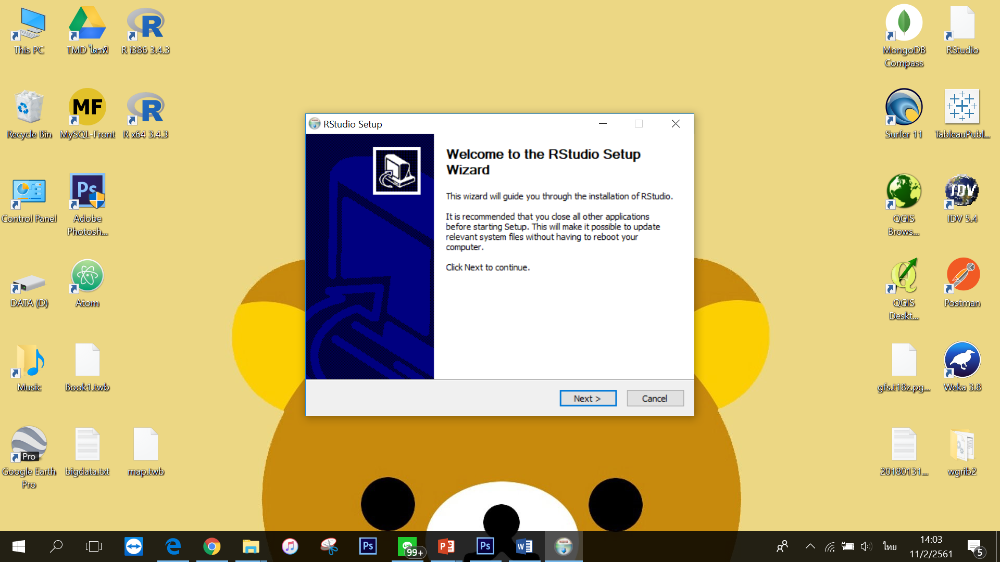 This PC
TMD ไดรฟ์
R i386 3.4.3
MongoDB
Compass
RStudio
Recycle Bin
MF
MySQL-Front
R x64 3.4.3
Surfer 11
TableauPubl...
Control Panel
Ps
Adobe
Photosh...
QGIS
Brows...
IDV
IDV 5.4
DATA (D)
Atom
QGIS
Deskt...
Postman
Music
Book1.twb
gfs.t18z.pg...
Weka 3.8
Pro
Google Earth
Pro
bigdata.txt
map.twb
20180131...
wgrib2
RStudio Setup
Welcome to the RStudio Setup
Wizard
This wizard will guide you through the installation of RStudio.
It is recommended that you close all other applications
before starting Setup. This will make it possible to update
relevant system files without having to reboot your
computer.
Click Next to continue.
Next >
Cancel
Ps
99+
Ps
ไทย
14:03
11/2/2561
5